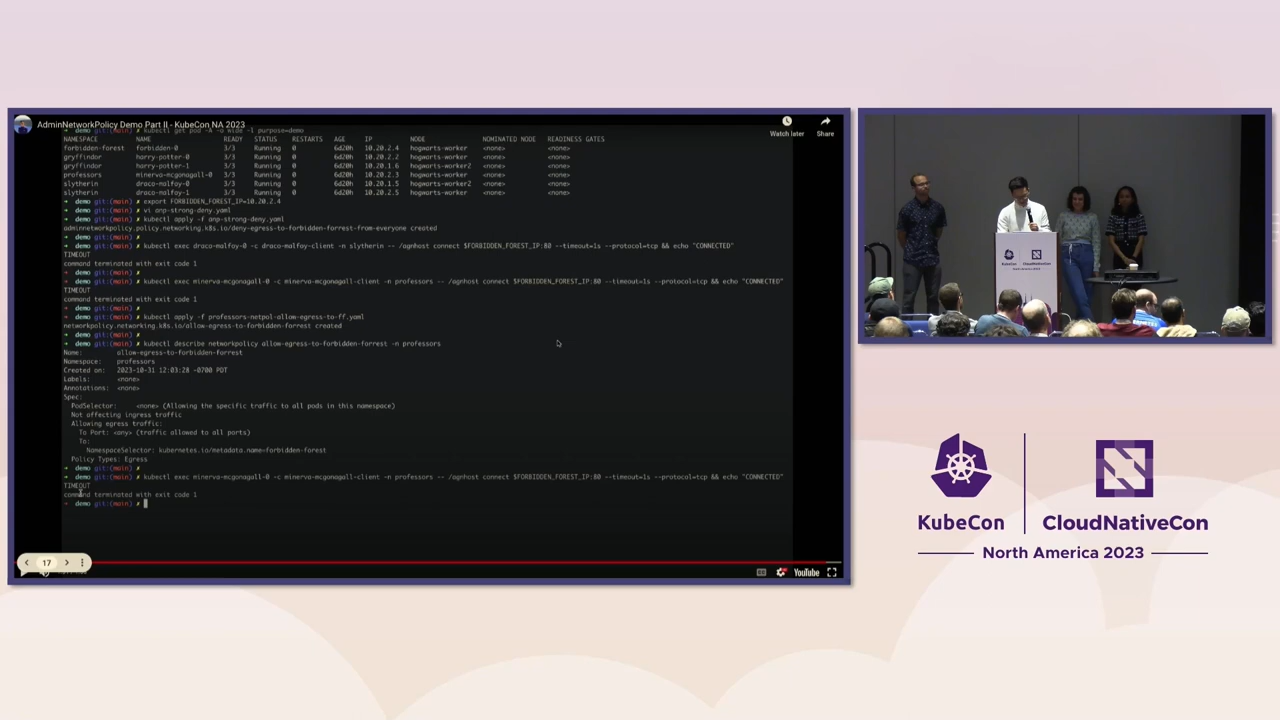 AdminNetworkPolicy Demo Part II - KubeCon NA 2023
Watch later
Share
➜ demo git:(main) ✗ kubectl get pod -A -o wide -l purpose=demo
NAMESPACE NAME READY STATUS RESTARTS AGE IP NODE NOMINATED NODE READINESS GATES
forbidden-forest forbidden-0 3/3 Running 0 6d20h 10.20.2.4 hogwarts-worker <none> <none>
gryffindor harry-potter-0 3/3 Running 0 6d20h 10.20.2.2 hogwarts-worker <none> <none>
gryffindor harry-potter-1 3/3 Running 0 6d20h 10.20.1.6 hogwarts-worker2 <none> <none>
professors minerva-mcgonagall-0 3/3 Running 0 6d20h 10.20.2.3 hogwarts-worker <none> <none>
slytherin draco-malfoy-0 3/3 Running 0 6d20h 10.20.1.5 hogwarts-worker2 <none> <none>
slytherin draco-malfoy-1 3/3 Running 0 6d20h 10.20.2.5 hogwarts-worker <none> <none>
➜ demo git:(main) ✗ export FORBIDDEN_FOREST_IP=10.20.2.4
➜ demo git:(main) ✗ vi anp-strong-deny.yaml
➜ demo git:(main) ✗ kubectl apply -f anp-strong-deny.yaml
adminnetworkpolicy.policy.networking.k8s.io/deny-egress-to-forbidden-forrest-from-everyone created
➜ demo git:(main) ✗
➜ demo git:(main) ✗ kubectl exec draco-malfoy-0 -c draco-malfoy-client -n slytherin -- /agnhost connect $FORBIDDEN_FOREST_IP:80 --timeout=1s --protocol=tcp && echo "CONNECTED"
TIMEOUT
command terminated with exit code 1
➜ demo git:(main) ✗
➜ demo git:(main) ✗ kubectl exec minerva-mcgonagall-0 -c minerva-mcgonagall-client -n professors -- /agnhost connect $FORBIDDEN_FOREST_IP:80 --timeout=1s --protocol=tcp && echo "CONNECTED"
TIMEOUT
command terminated with exit code 1
➜ demo git:(main) ✗
➜ demo git:(main) ✗ kubectl apply -f professors-netpol-allow-egress-to-ff.yaml
networkpolicy.networking.k8s.io/allow-egress-to-forbidden-forrest created
➜ demo git:(main) ✗
➜ demo git:(main) ✗ kubectl describe networkpolicy allow-egress-to-forbidden-forrest -n professors
Name: allow-egress-to-forbidden-forrest
Namespace: professors
Created on: 2023-10-31 12:03:28 -0700 PDT
Labels: <none>
Annotations: <none>
Spec:
PodSelector: <none> (Allowing the specific traffic to all pods in this namespace)
Not affecting ingress traffic
Allowing egress traffic:
To Port: <any> (traffic allowed to all ports)
To:
NamespaceSelector: kubernetes.io/metadata.name=forbidden-forest
Policy Types: Egress
➜ demo git:(main) ✗
➜ demo git:(main) ✗ kubectl exec minerva-mcgonagall-0 -c minerva-mcgonagall-client -n professors -- /agnhost connect $FORBIDDEN_FOREST_IP:80 --timeout=1s --protocol=tcp && echo "CONNECTED"
TIMEOUT
command terminated with exit code 1
➜ demo git:(main) ✗
17
YouTube
KubeCon
CloudNativeCon
North America 2023
KubeCon
CloudNativeCon